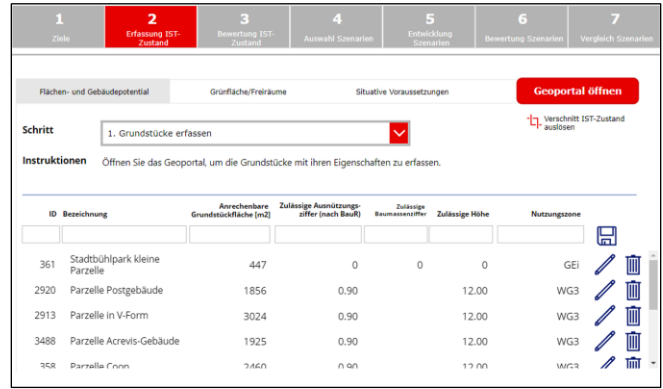 1 2 3 4 5 6 7
Ziele Erfassung IST-Zustand Bewertung IST-Zustand Auswahl Szenarien Entwicklung Szenarien Bewertung Szenarien Vergleich Szenarien
Flächen- und Gebäudepotential Grünfläche/Freiräume Situative Voraussetzungen Geoportal öffnen
Verschnitt IST-Zustand
auslösen
Schritt 1. Grundstücke erfassen
Instruktionen Öffnen Sie das Geoportal, um die Grundstücke mit ihren Eigenschaften zu erfassen.
ID Bezeichnung Anrechenbare Grundstückfläche [m2] Zulässige Ausnützungs-ziffer (nach BauR) Zulässige Baumassenziffer Zulässige Höhe Nutzungszone
361 Stadtbühlpark kleine Parzelle 447 0 0 0 GEi
2920 Parzelle Postgebäude 1856 0.90 12.00 WG3
2913 Parzelle in V-Form 3024 0.90 12.00 WG3
3488 Parzelle Acrevis-Gebäude 1925 0.90 12.00 WG3
358 Parzelle Coop 2460 0.90 12.00 WG3